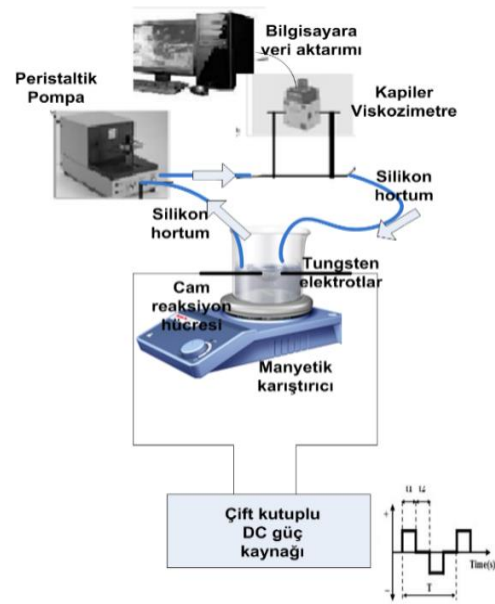 Bilgisayara
veri aktarımı
Peristaltik
Pompa
Kapiler
Viskozimetre
Silikon
hortum
Silikon
hortum
Tungsten
elektrotlar
Cam
reaksiyon
hücresi
Manyetik
karıştırıcı
Çift kutuplu
DC güç
kaynağı
t1 t2
+
Time(s)
T
−